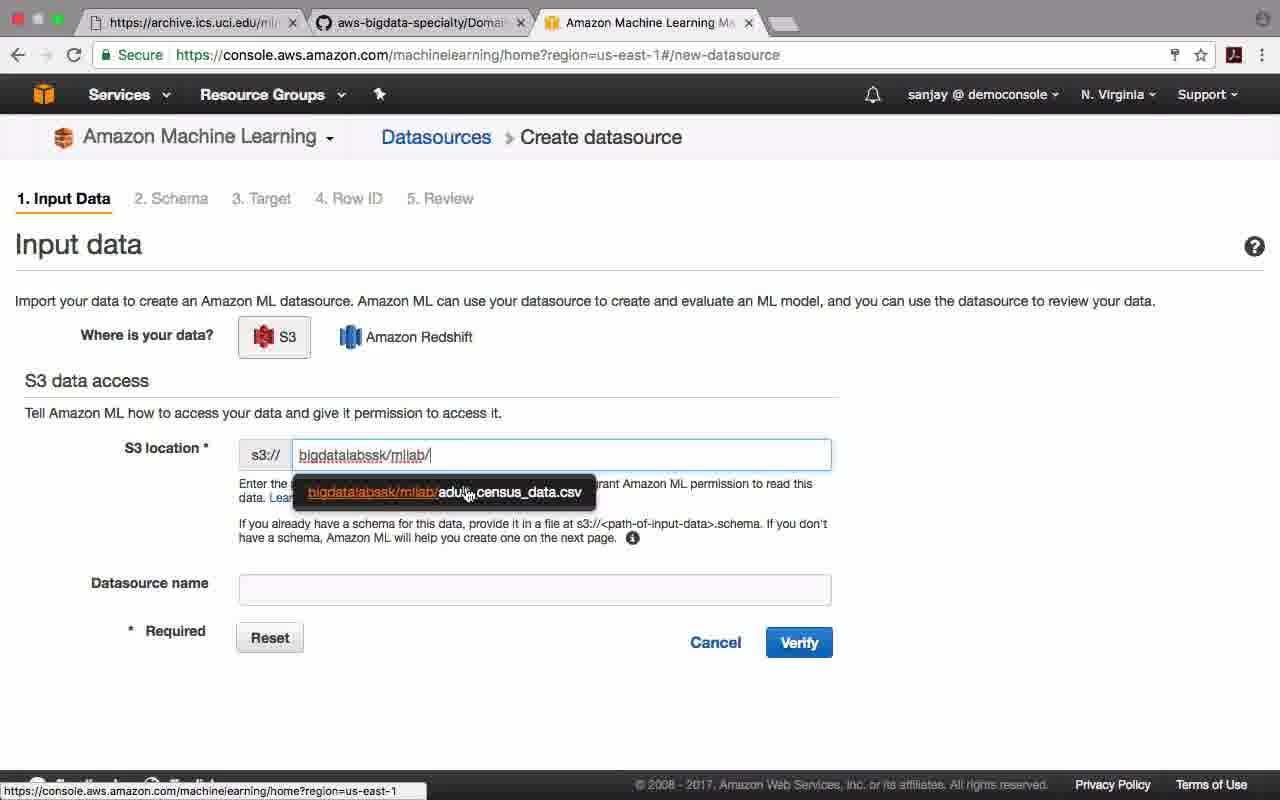 https://archive.ics.uci.edu/ml/
aws-bigdata-specialty/Domain
Amazon Machine Learning Ma
Secure https://console.aws.amazon.com/machinelearning/home?region=us-east-1#/new-datasource
Services Resource Groups sanjay @ democonsole N. Virginia Support
Amazon Machine Learning Datasources > Create datasource
1. Input Data 2. Schema 3. Target 4. Row ID 5. Review
Input data
Import your data to create an Amazon ML datasource. Amazon ML can use your datasource to create and evaluate an ML model, and you can use the datasource to review your data.
Where is your data? S3 Amazon Redshift
S3 data access
Tell Amazon ML how to access your data and give it permission to access it.
S3 location * s3:// bigdatalabssk/mllab/
Enter the rant Amazon ML permission to read this
bigdatalabssk/mllab/adult_census_data.csv
data. Lear
If you already have a schema for this data, provide it in a file at s3://<path-of-input-data>.schema. If you don't
have a schema, Amazon ML will help you create one on the next page.
Datasource name
* Required Reset Cancel Verify
© 2008 - 2017, Amazon Web Services, Inc. or its affiliates. All rights reserved. Privacy Policy Terms of Use
https://console.aws.amazon.com/machinelearning/home?region=us-east-1